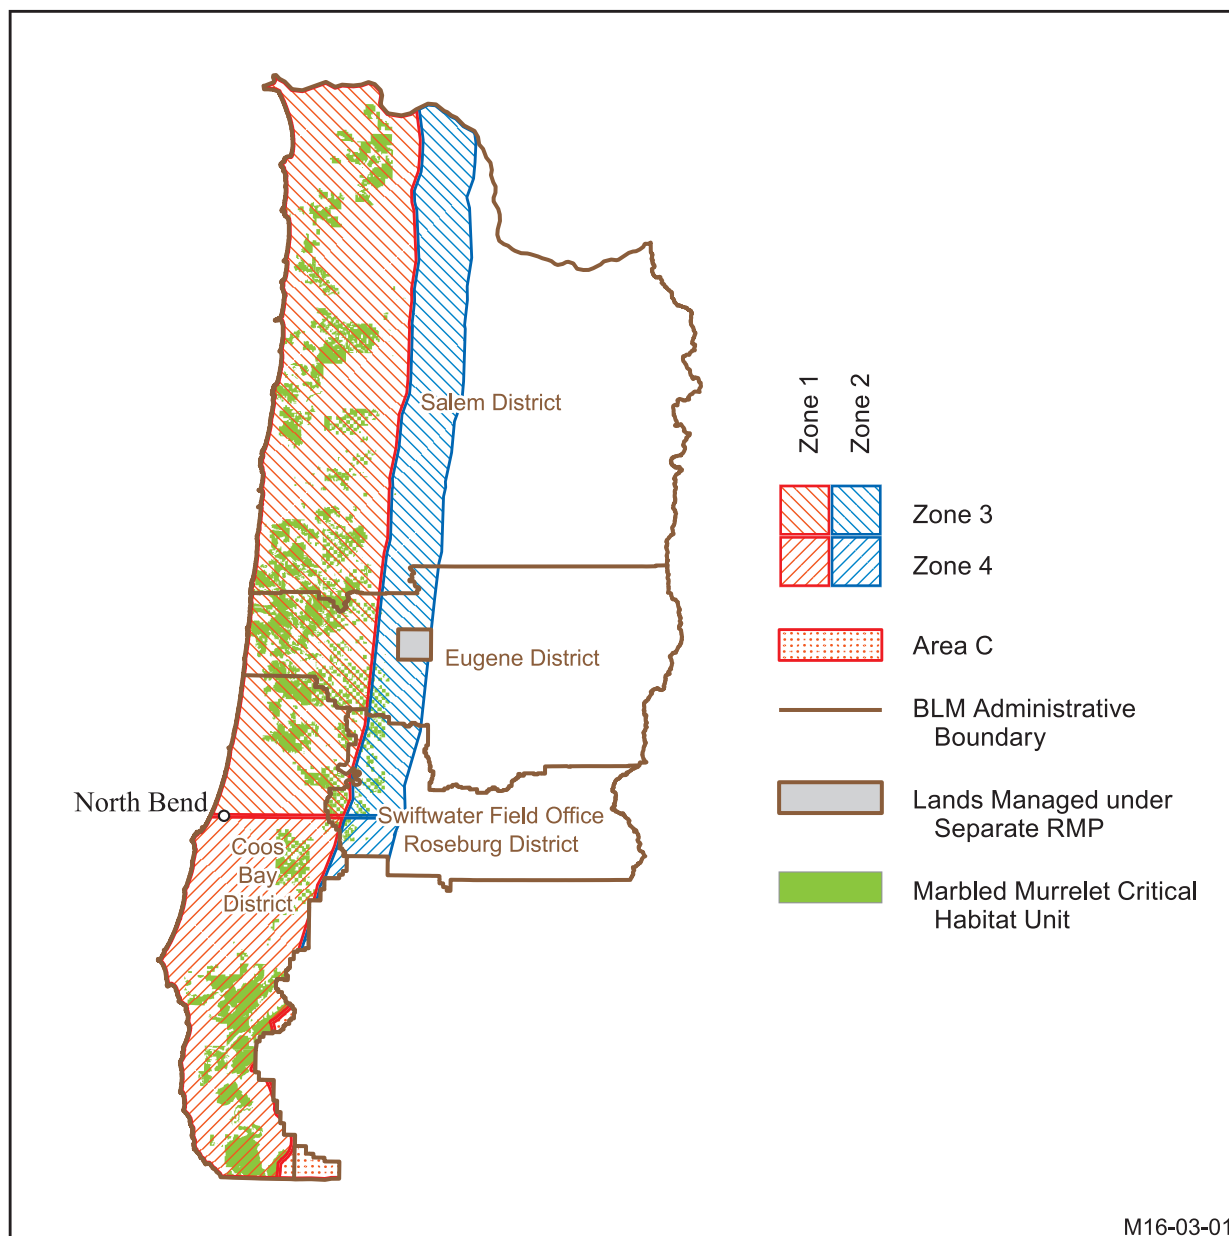 Zone 1
Zone 2
Salem District
Zone 3
Zone 4
Area C
Eugene District
BLM Administrative
Boundary
North Bend
Swiftwater Field Office
Roseburg District
Lands Managed under
Separate RMP
Coos
Bay
District
Marbled Murrelet Critical
Habitat Unit
M16-03-01